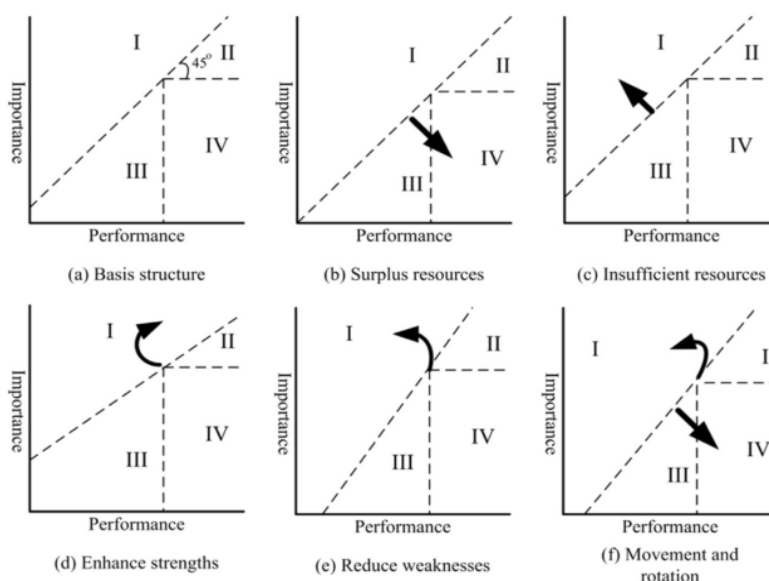 I
II
45°
Importance
III
IV
Performance
(a) Basis structure
I
II
Importance
III
IV
Performance
(b) Surplus resources
I
II
Importance
III
IV
Performance
(c) Insufficient resources
I
II
Importance
III
IV
Performance
(d) Enhance strengths
I
II
Importance
III
IV
Performance
(e) Reduce weaknesses
I
I
Importance
III
IV
Performance
(f) Movement and
rotation